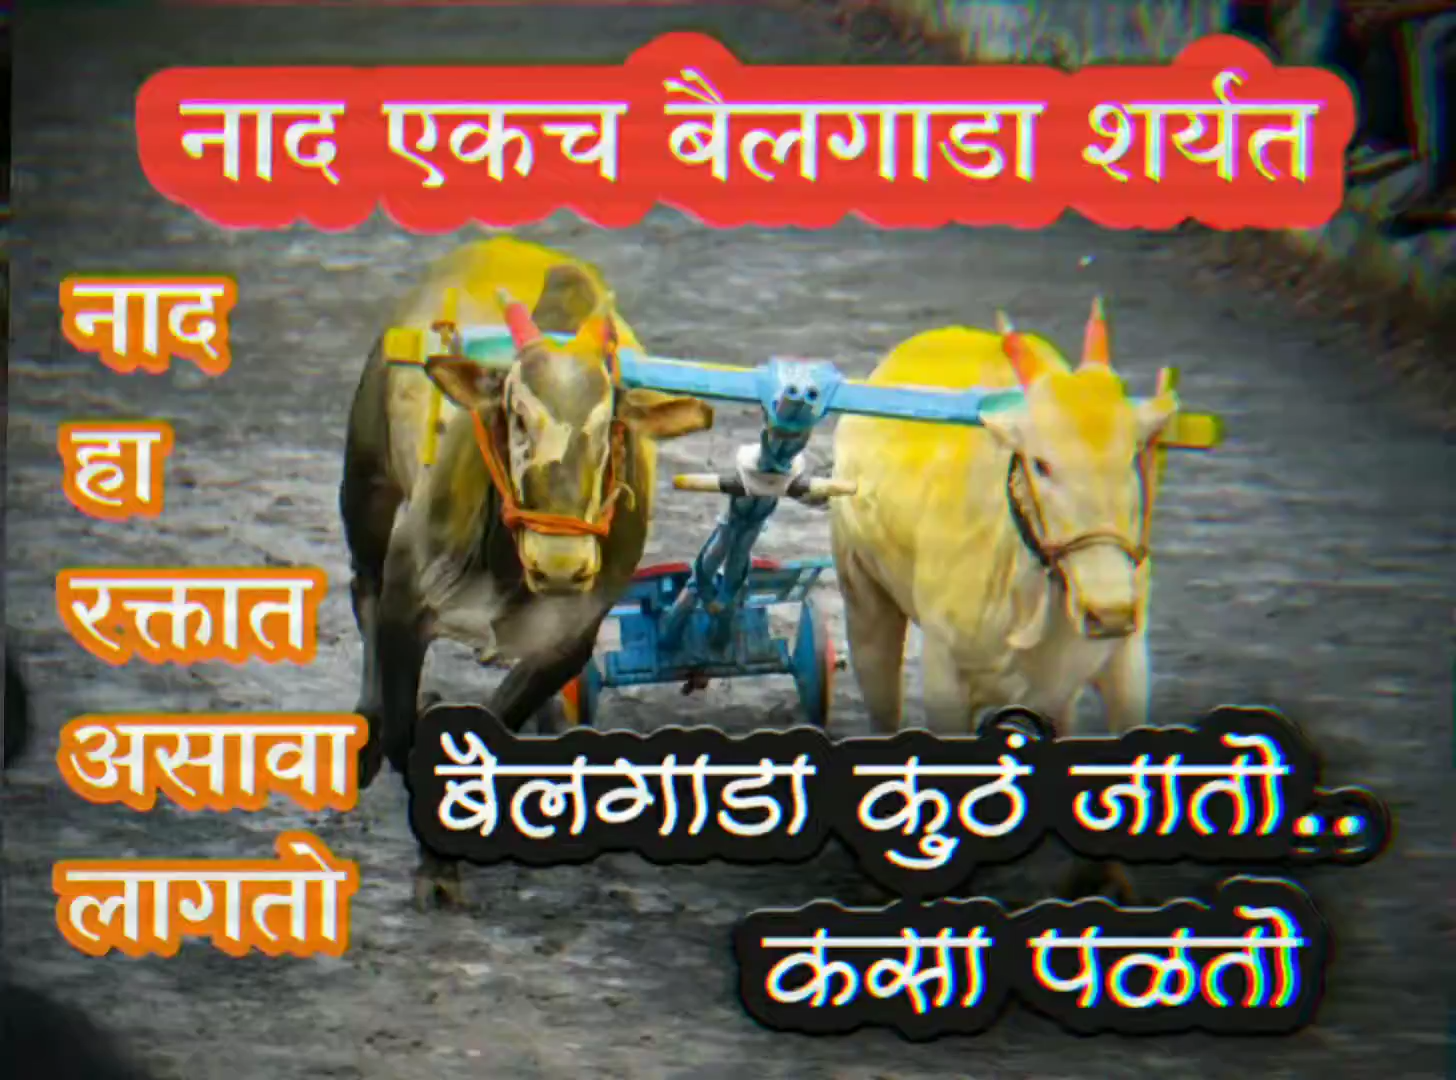 नाद एकच बैलगाडा शर्यत
नाद
हा
रक्तात
असावा
लागतो
बैलगाडा कुठं जातो..
कसा पळतो